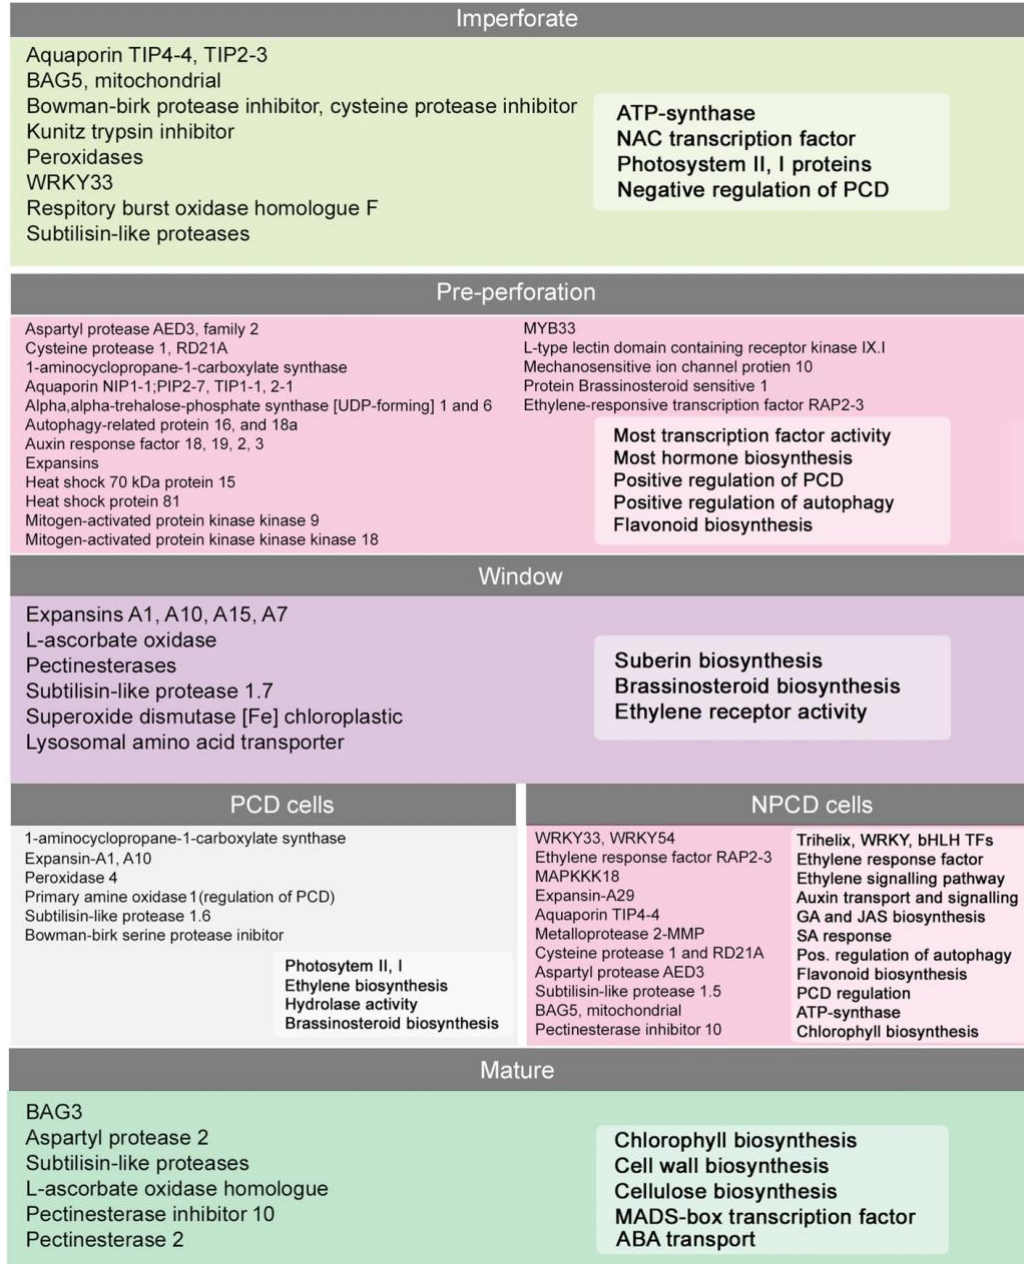 Imperforate
Aquaporin TIP4-4, TIP2-3
BAG5, mitochondrial
Bowman-birk protease inhibitor, cysteine protease inhibitor
Kunitz trypsin inhibitor
Peroxidases
WRKY33
Respitory burst oxidase homologue F
Subtilisin-like proteases
ATP-synthase
NAC transcription factor
Photosystem II, I proteins
Negative regulation of PCD
Pre-perforation
Aspartyl protease AED3, family 2
Cysteine protease 1, RD21A
1-aminocyclopropane-1-carboxylate synthase
Aquaporin NIP1-1;PIP2-7, TIP1-1, 2-1
Alpha,alpha-trehalose-phosphate synthase [UDP-forming] 1 and 6
Autophagy-related protein 16, and 18a
Auxin response factor 18, 19, 2, 3
Expansins
Heat shock 70 kDa protein 15
Heat shock protein 81
Mitogen-activated protein kinase kinase 9
Mitogen-activated protein kinase kinase kinase 18
MYB33
L-type lectin domain containing receptor kinase IX.I
Mechanosensitive ion channel protien 10
Protein Brassinosteroid sensitive 1
Ethylene-responsive transcription factor RAP2-3
Most transcription factor activity
Most hormone biosynthesis
Positive regulation of PCD
Positive regulation of autophagy
Flavonoid biosynthesis
Window
Expansins A1, A10, A15, A7
L-ascorbate oxidase
Pectinesterases
Subtilisin-like protease 1.7
Superoxide dismutase [Fe] chloroplastic
Lysosomal amino acid transporter
Suberin biosynthesis
Brassinosteroid biosynthesis
Ethylene receptor activity
PCD cells
1-aminocyclopropane-1-carboxylate synthase
Expansin-A1, A10
Peroxidase 4
Primary amine oxidase 1(regulation of PCD)
Subtilisin-like protease 1.6
Bowman-birk serine protease inibitor
Photosytem II, I
Ethylene biosynthesis
Hydrolase activity
Brassinosteroid biosynthesis
NPCD cells
WRKY33, WRKY54
Ethylene response factor RAP2-3
MAPKKK18
Expansin-A29
Aquaporin TIP4-4
Metalloprotease 2-MMP
Cysteine protease 1 and RD21A
Aspartyl protease AED3
Subtilisin-like protease 1.5
BAG5, mitochondrial
Pectinesterase inhibitor 10
Trihelix, WRKY, bHLH TFs
Ethylene response factor
Ethylene signalling pathway
Auxin transport and signalling
GA and JAS biosynthesis
SA response
Pos. regulation of autophagy
Flavonoid biosynthesis
PCD regulation
ATP-synthase
Chlorophyll biosynthesis
Mature
BAG3
Aspartyl protease 2
Subtilisin-like proteases
L-ascorbate oxidase homologue
Pectinesterase inhibitor 10
Pectinesterase 2
Chlorophyll biosynthesis
Cell wall biosynthesis
Cellulose biosynthesis
MADS-box transcription factor
ABA transport